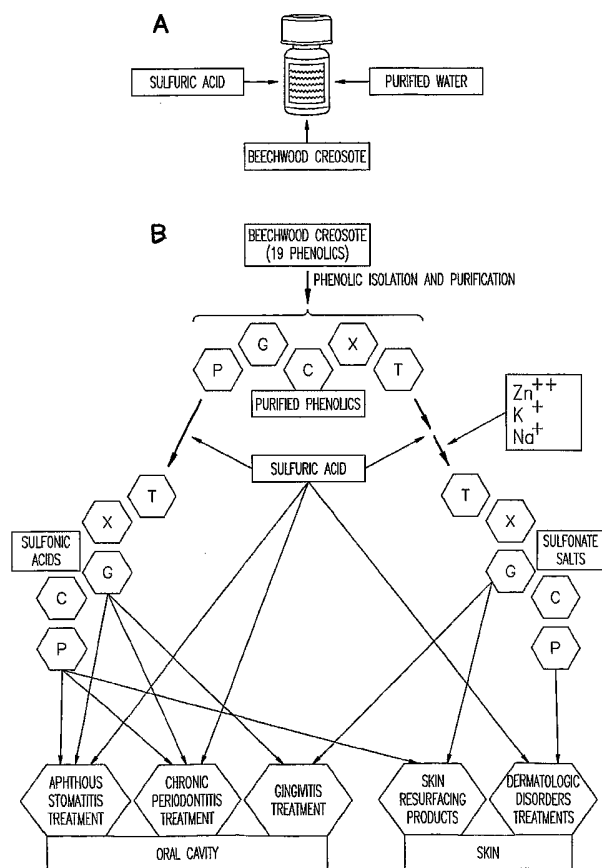 A
SULFURIC ACID
PURIFIED WATER
BEECHWOOD CREOSOTE
B
BEECHWOOD CREOSOTE
(19 PHENOLICS)
PHENOLIC ISOLATION AND PURIFICATION
P
G
C
X
T
PURIFIED PHENOLICS
Zn++
K+
Na+
SULFURIC ACID
T
X
G
C
P
SULFONIC
ACIDS
T
X
G
C
P
SULFONATE
SALTS
APHTHOUS
STOMATITIS
TREATMENT
CHRONIC
PERIODONTITIS
TREATMENT
GINGIVITIS
TREATMENT
SKIN
RESURFACING
PRODUCTS
DERMATOLOGIC
DISORDERS
TREATMENTS
ORAL CAVITY
SKIN